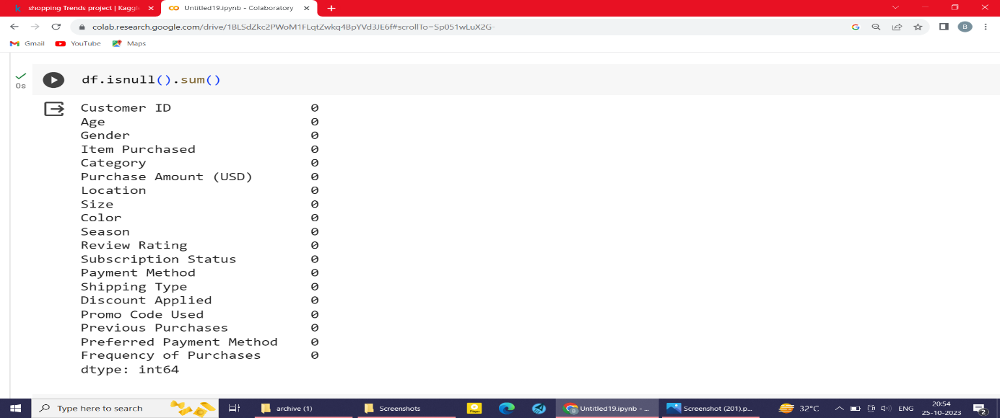 shopping Trends project | Kaggl
Untitled19.ipynb - Colaboratory
colab.research.google.com/drive/1BLSdZkc2PWoM1FLqtZwkq4BpYVd3JE6f#scrollTo=Sp051wLuX2G-
B
Gmail YouTube Maps
0s
df.isnull().sum()
Customer ID 0
Age 0
Gender 0
Item Purchased 0
Category 0
Purchase Amount (USD) 0
Location 0
Size 0
Color 0
Season 0
Review Rating 0
Subscription Status 0
Payment Method 0
Shipping Type 0
Discount Applied 0
Promo Code Used 0
Previous Purchases 0
Preferred Payment Method 0
Frequency of Purchases 0
dtype: int64
Type here to search
archive (1)
Screenshots
Untitled19.ipynb - ...
Screenshot (201).p...
32°C
ENG
20:54
25-10-2023
2